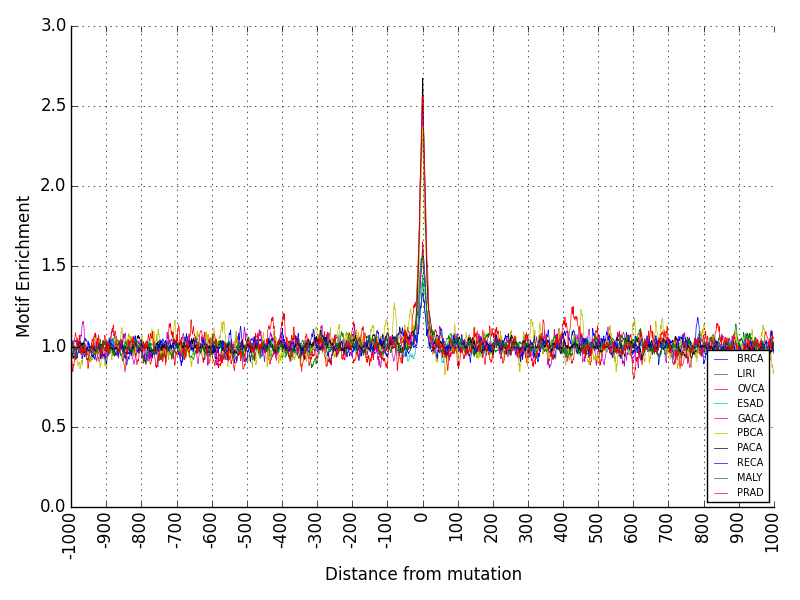 3.0
2.5
2.0
1.5
1.0
0.5
0.0
Motif Enrichment
-1000 -900 -800 -700 -600 -500 -400 -300 -200 -100 0 100 200 300 400 500 600 700 800 900 1000
Distance from mutation
BRCA
LIRI
OVCA
ESAD
GACA
PBCA
PACA
RECA
MALY
PRAD